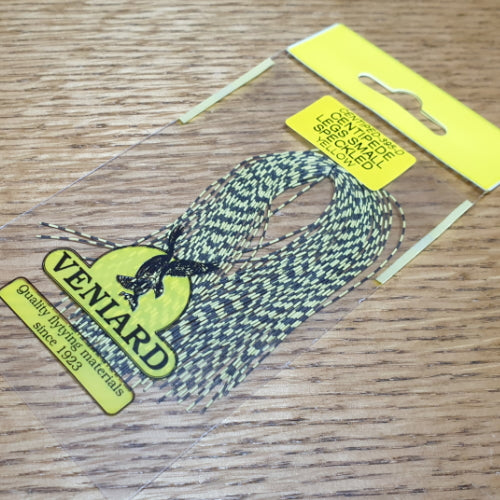 CENTIPEDE
LEGS SMALL
SPECKLED
YELLOW
VENIARD
Quality flytying materials
since 1923